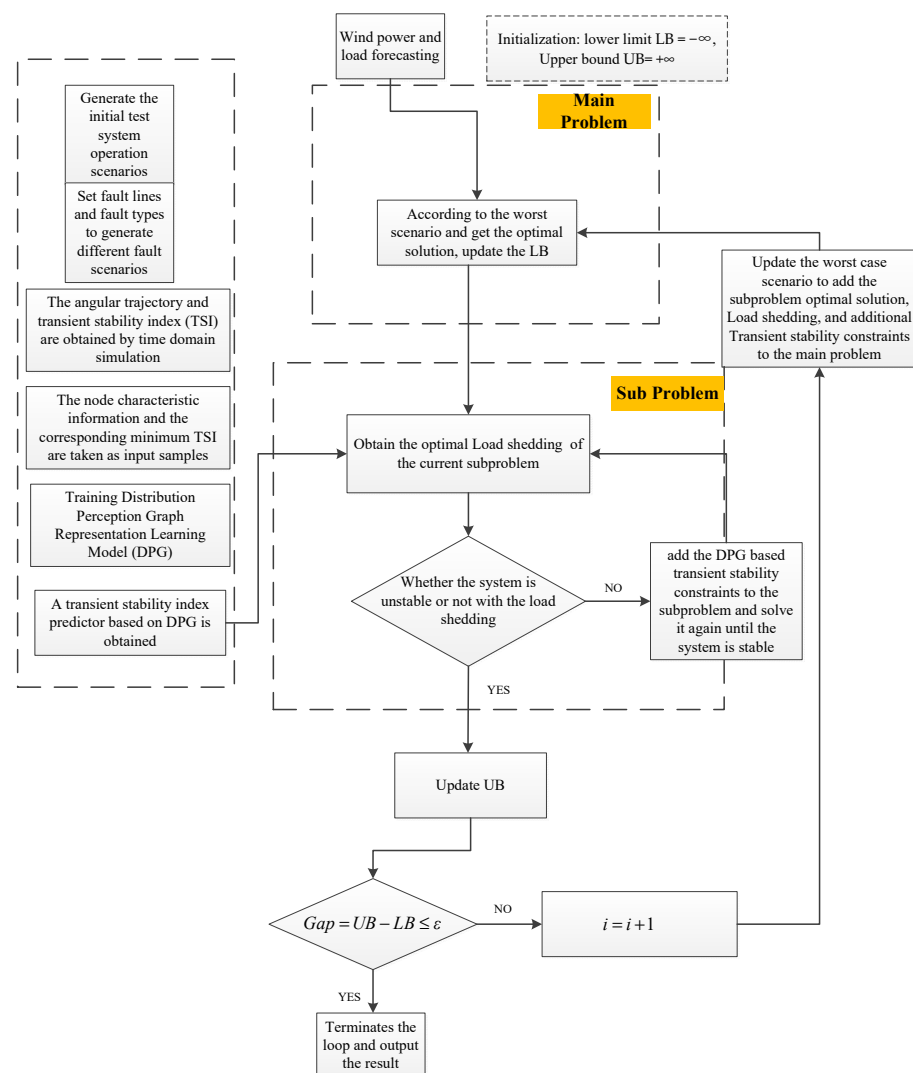 Wind power and
load forecasting
Initialization: lower limit LB = −∞,
Upper bound UB= +∞
Main
Problem
Generate the
initial test
system
operation
scenarios
Set fault lines
and fault types
to generate
different fault
scenarios
The angular trajectory and
transient stability index (TSI)
are obtained by time domain
simulation
The node characteristic
information and the
corresponding minimum TSI
are taken as input samples
Training Distribution
Perception Graph
Representation Learning
Model (DPG)
A transient stability index
predictor based on DPG is
obtained
According to the worst
scenario and get the optimal
solution, update the LB
Update the worst case
scenario to add the
subproblem optimal solution,
Load shedding, and additional
Transient stability constraints
to the main problem
Sub Problem
Obtain the optimal Load shedding of
the current subproblem
Whether the system is
unstable or not with the load
shedding
NO
add the DPG based
transient stability
constraints to the
subproblem and solve
it again until the
system is stable
YES
Update UB
Gap = UB − LB ≤ ε
NO
i = i + 1
YES
Terminates the
loop and output
the result